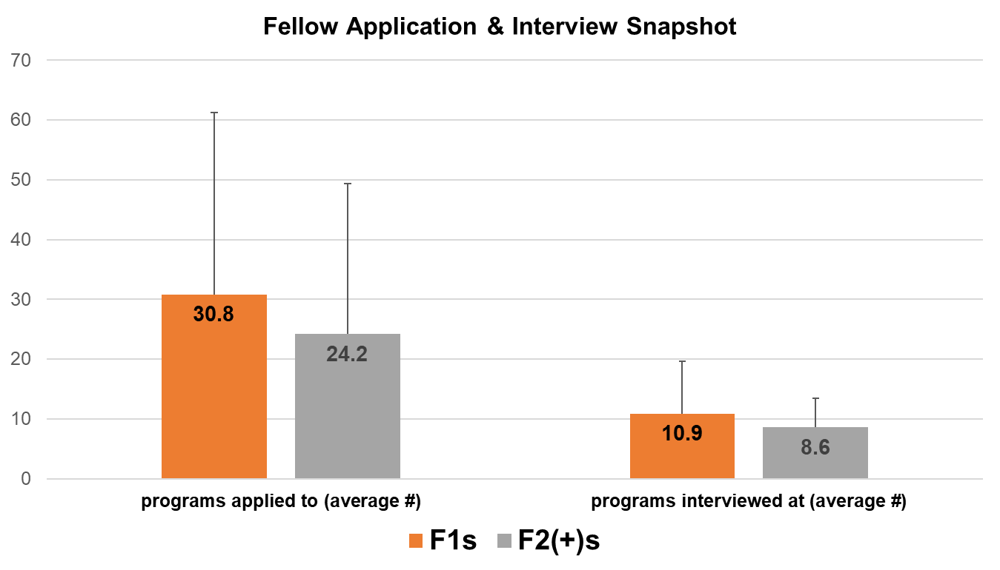 Fellow Application & Interview Snapshot
70
60
50
40
30
20
10
0
30.8
24.2
10.9
8.6
programs applied to (average #)
programs interviewed at (average #)
F1s
F2(+)s